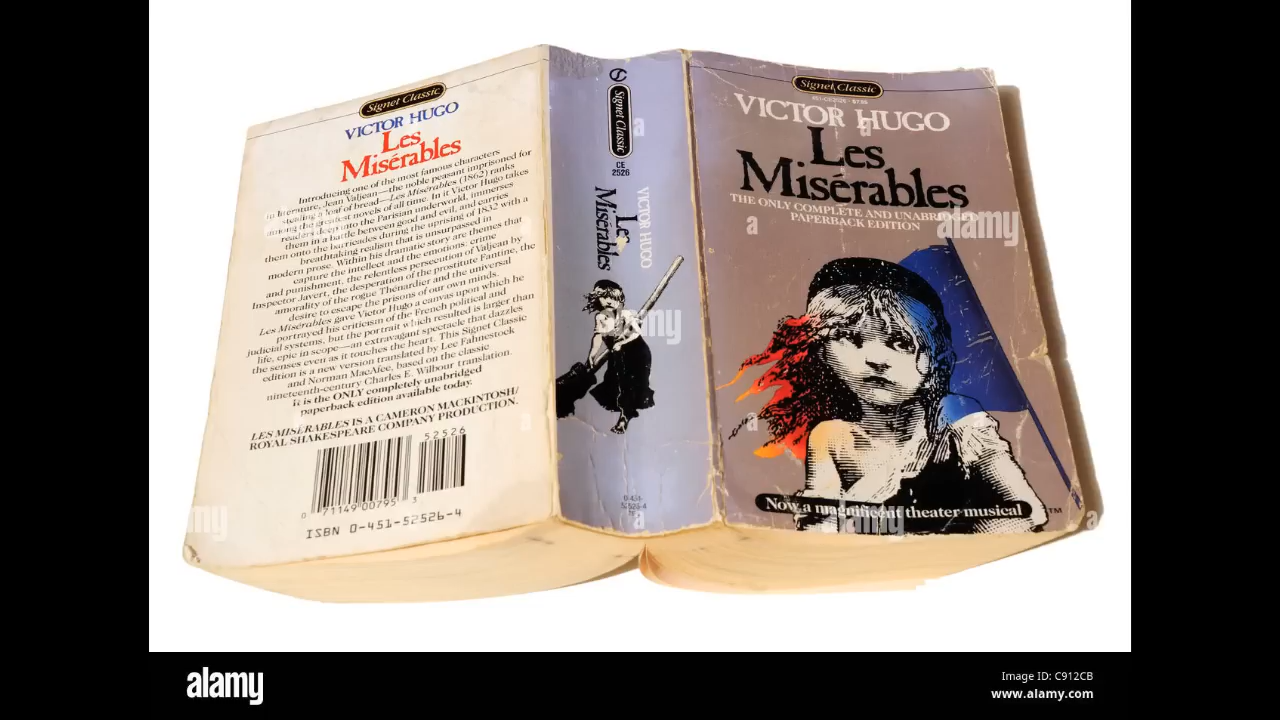 Signet Classic
VICTOR HUGO
Les
Misérables
Introducing one of the most famous characters
in literature, Jean Valjean—the noble peasant imprisoned for
stealing a loaf of bread—Les Misérables (1862) ranks
among the greatest novels of all time. In it Victor Hugo takes
readers deep into the Parisian underworld, immerses
them in a battle between good and evil, and carries
them onto the barricades during the uprising of 1832 with a
breathtaking realism that is unsurpassed in
modern prose. Within his dramatic story are themes that
capture the intellect and the emotions: crime
and punishment, the relentless persecution of Valjean by
Inspector Javert, the desperation of the prostitute Fantine, the
amorality of the rogue Thénardier and the universal
desire to escape the prisons of our own minds.
Les Misérables gave Victor Hugo a canvas upon which he
portrayed his criticism of the French political and
judicial systems, but the portrait which resulted is larger than
life, epic in scope—an extravagant spectacle that dazzles
the senses even as it touches the heart. This Signet Classic
edition is a new version translated by Lee Fahnestock
and Norman MacAfee, based on the classic
nineteenth-century Charles E. Wilbour translation.
It is the ONLY completely unabridged
paperback edition available today.
LES MISÉRABLES IS A CAMERON MACKINTOSH/
ROYAL SHAKESPEARE COMPANY PRODUCTION.
52526
0 71149 00795 3
ISBN 0-451-52526-4
Signet Classic
CE
2526
VICTOR HUGO
Les
Misérables
0-451-
52526-4
Signet Classic
VICTOR HUGO
Les
Misérables
THE ONLY COMPLETE AND UNABRIDGED
PAPERBACK EDITION
Now a magnificent theater musical
TM
alamy
Image ID: C912CB
www.alamy.com